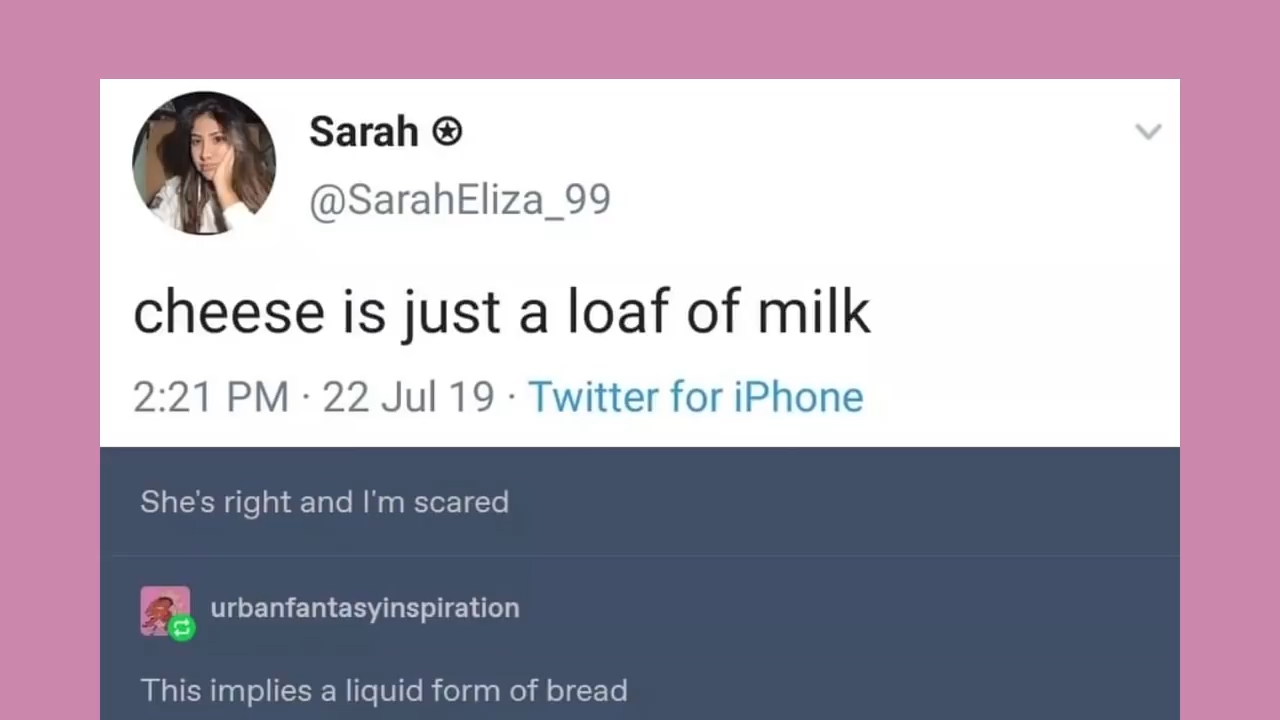 Sarah ✪
@SarahEliza_99
cheese is just a loaf of milk
2:21 PM · 22 Jul 19 · Twitter for iPhone
She's right and I'm scared
urbanfantasyinspiration
This implies a liquid form of bread